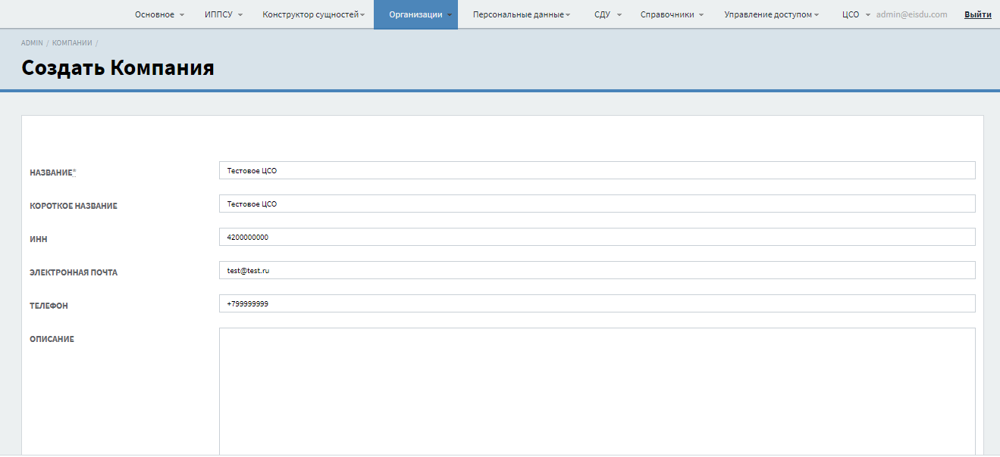 Основное ИППСУ Конструктор сущностей Организации Персональные данные СДУ Справочники Управление доступом ЦСО admin@eisdu.com Выйти
ADMIN / КОМПАНИИ /
Создать Компания
НАЗВАНИЕ* Тестовое ЦСО
КОРОТКОЕ НАЗВАНИЕ Тестовое ЦСО
ИНН 4200000000
ЭЛЕКТРОННАЯ ПОЧТА test@test.ru
ТЕЛЕФОН +799999999
ОПИСАНИЕ